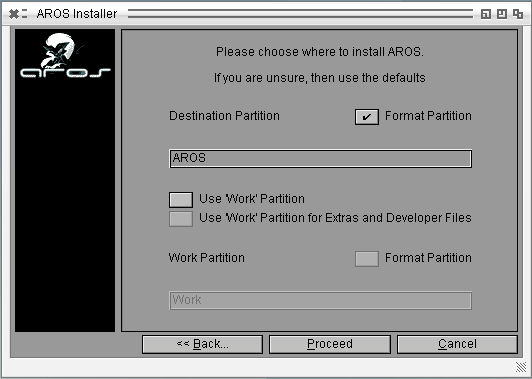 AROS Installer
aros
Please choose where to install AROS.
If you are unsure, then use the defaults
Destination Partition
Format Partition
AROS
Use 'Work' Partition
Use 'Work' Partition for Extras and Developer Files
Work Partition
Format Partition
Work
<< Back...
Proceed
Cancel